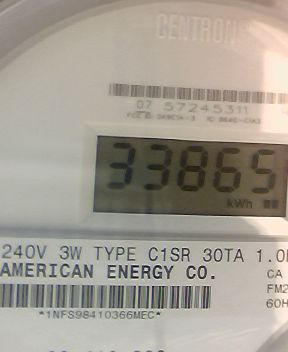 CENTRON®
07 57245311
33865
kWh
240V 3W TYPE C1SR 30TA 1.0
AMERICAN ENERGY CO.
CA
FM2
60H
*1NFS98410366MEC*